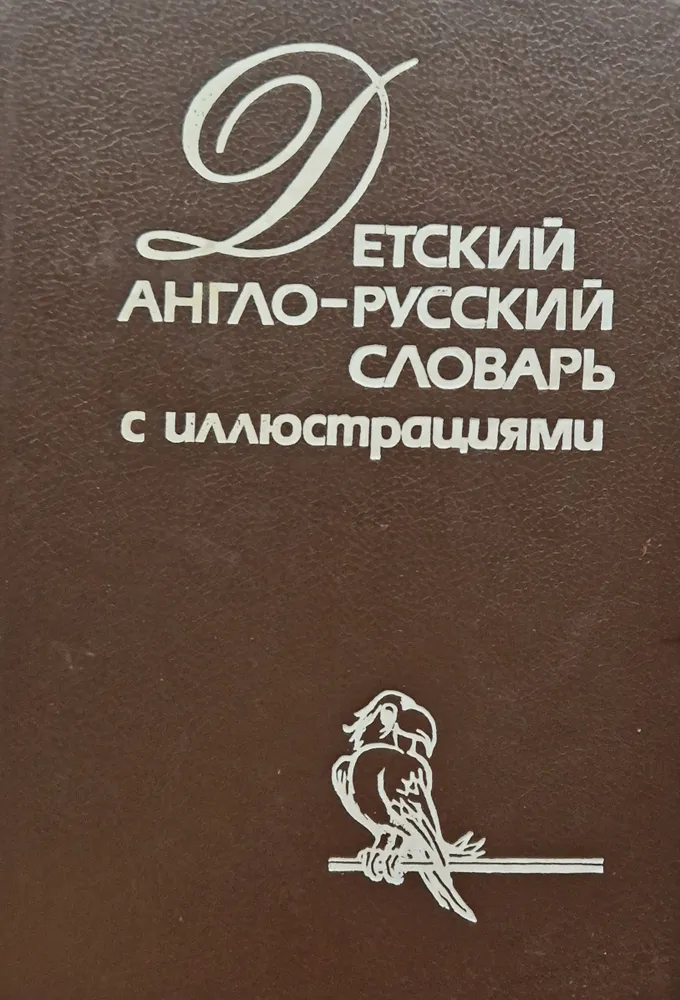 Детский
англо-русский
словарь
с иллюстрациями